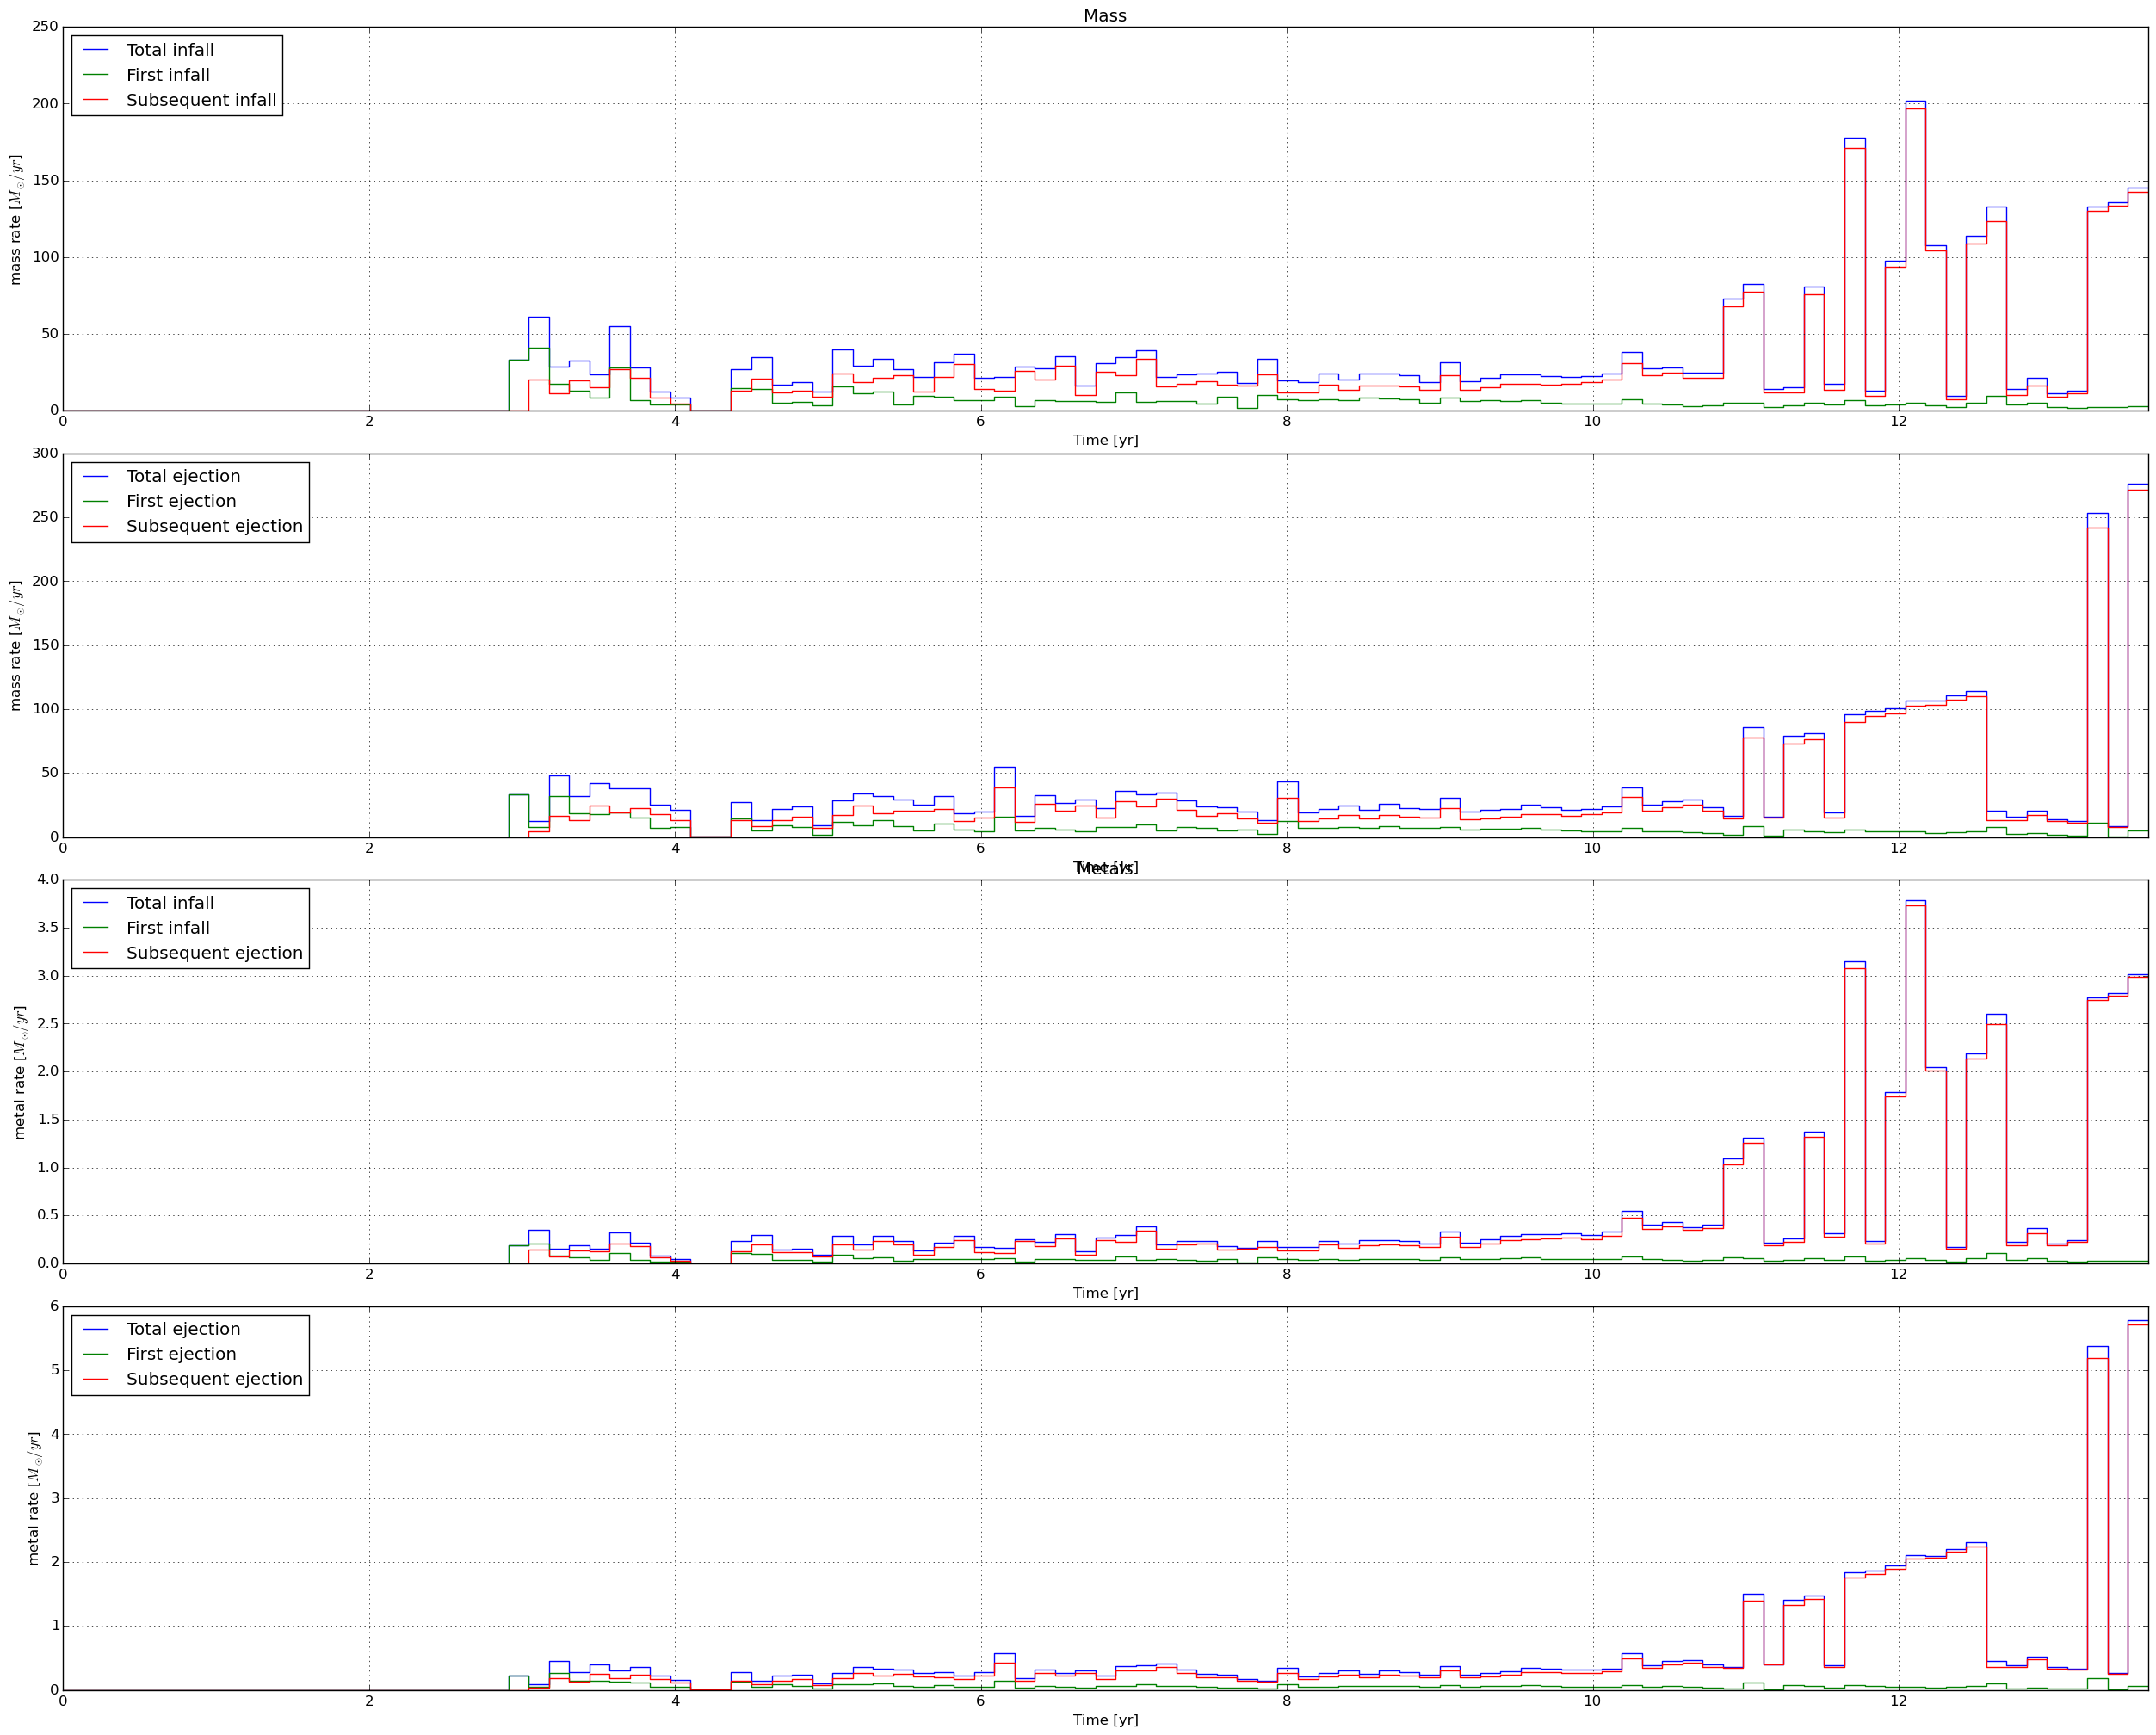 Mass
250
200
150
100
50
0
mass rate [M⊙/yr]
Total infall
First infall
Subsequent infall
0 2 4 6 8 10 12
Time [yr]
300
250
200
150
100
50
0
mass rate [M⊙/yr]
Total ejection
First ejection
Subsequent ejection
0 2 4 6 8 10 12
Time [yr]
Metals
4.0
3.5
3.0
2.5
2.0
1.5
1.0
0.5
0.0
metal rate [M⊙/yr]
Total infall
First infall
Subsequent ejection
0 2 4 6 8 10 12
Time [yr]
6
5
4
3
2
1
0
metal rate [M⊙/yr]
Total ejection
First ejection
Subsequent ejection
0 2 4 6 8 10 12
Time [yr]